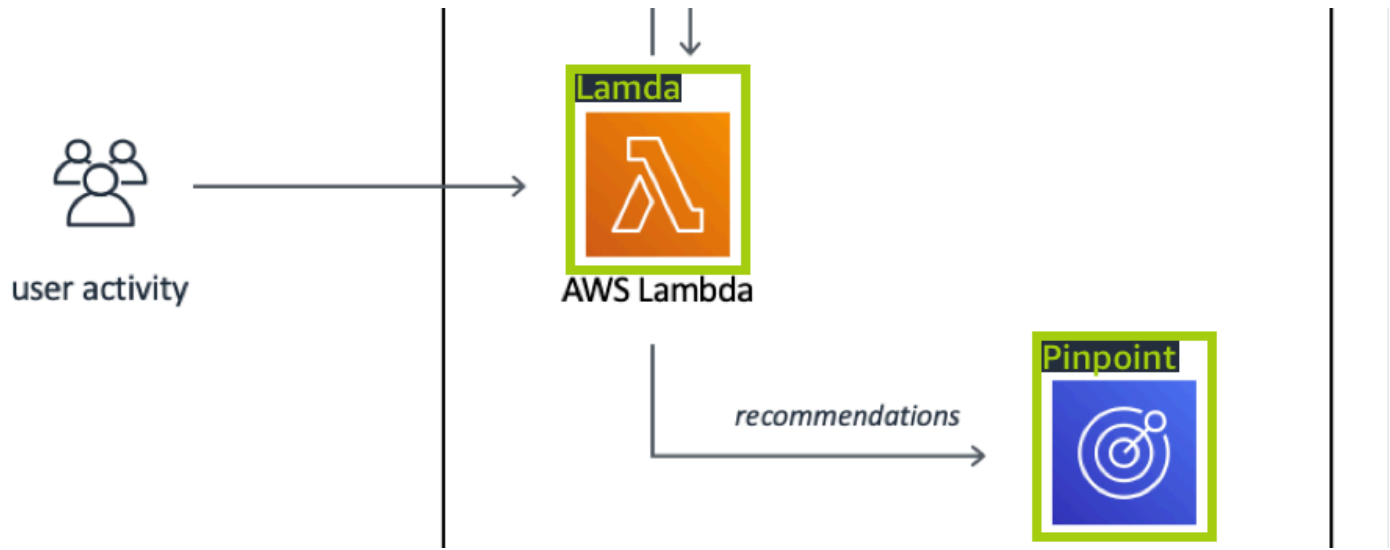 Lamda
user activity
AWS Lambda
Pinpoint
recommendations